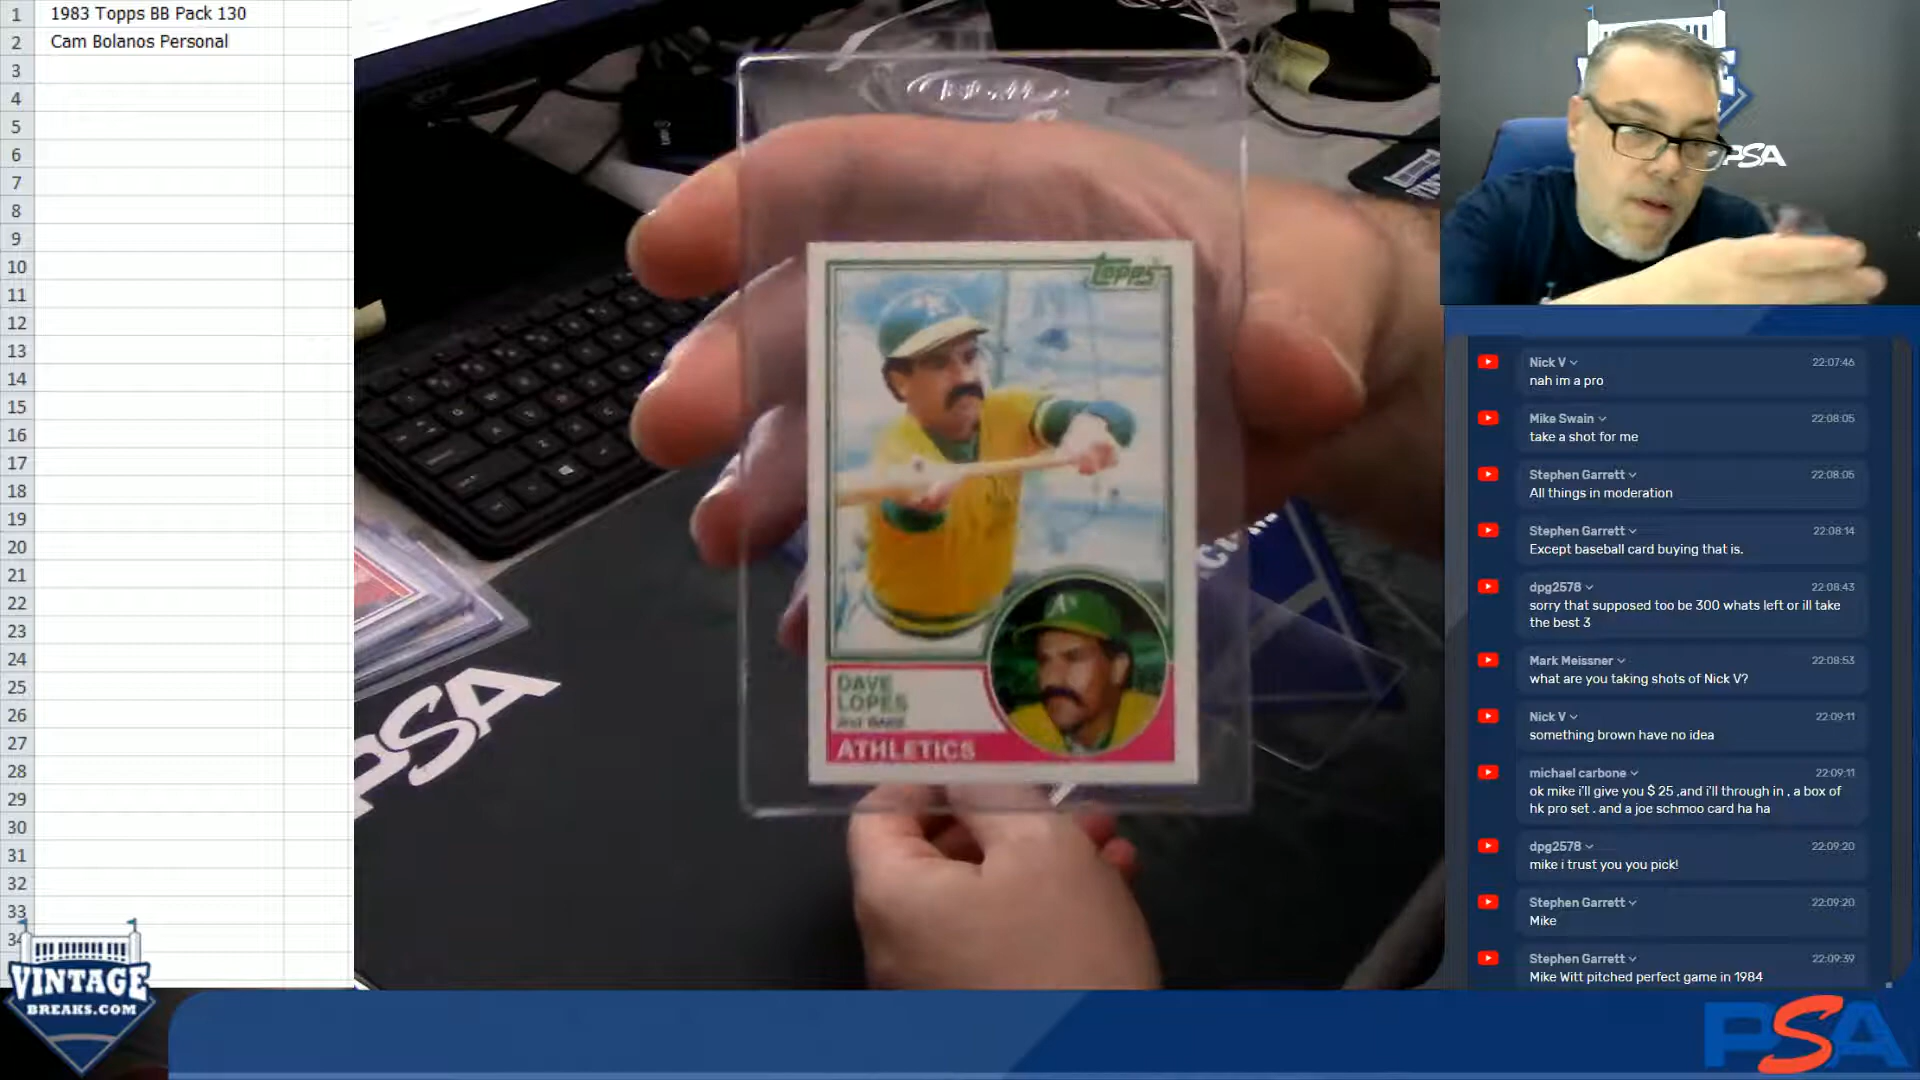 1 1983 Topps BB Pack 130
2 Cam Bolanos Personal
3
4
5
6
7
8
9
10
11
12
13
14
15
16
17
18
19
20
21
22
23
24
25
26
27
28
29
30
31
32
33
34
VINTAGE
BREAKS.COM
PSA
Topps
A's
DAVE
LOPES
2nd BASE
ATHLETICS
PSA
Nick V 22:07:46
nah im a pro
Mike Swain 22:08:05
take a shot for me
Stephen Garrett 22:08:05
All things in moderation
Stephen Garrett 22:08:14
Except baseball card buying that is.
dpg2578 22:08:43
sorry that supposed too be 300 whats left or ill take
the best 3
Mark Meissner 22:08:53
what are you taking shots of Nick V?
Nick V 22:09:11
something brown have no idea
michael carbone 22:09:11
ok mike i'll give you $ 25 ,and i'll through in , a box of
hk pro set . and a joe schmoo card ha ha
dpg2578 22:09:20
mike i trust you you pick!
Stephen Garrett 22:09:20
Mike
Stephen Garrett 22:09:39
Mike Witt pitched perfect game in 1984
PSA